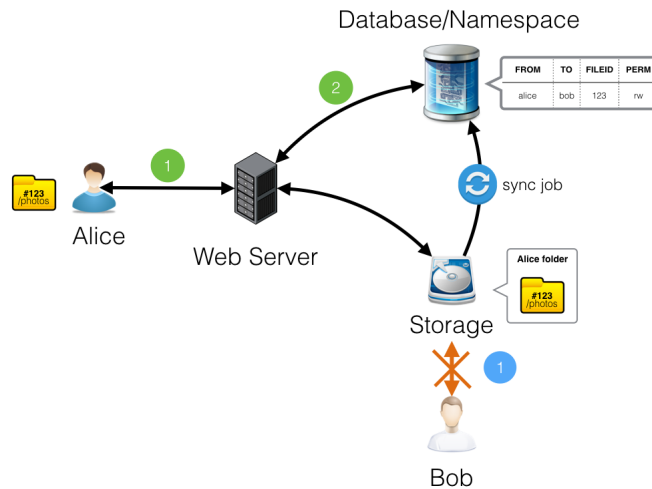 Database/Namespace
FROM TO FILEID PERM
alice bob 123 rw
2
1
#123
/photos
Alice
Web Server
sync job
Alice folder
#123
/photos
Storage
1
Bob